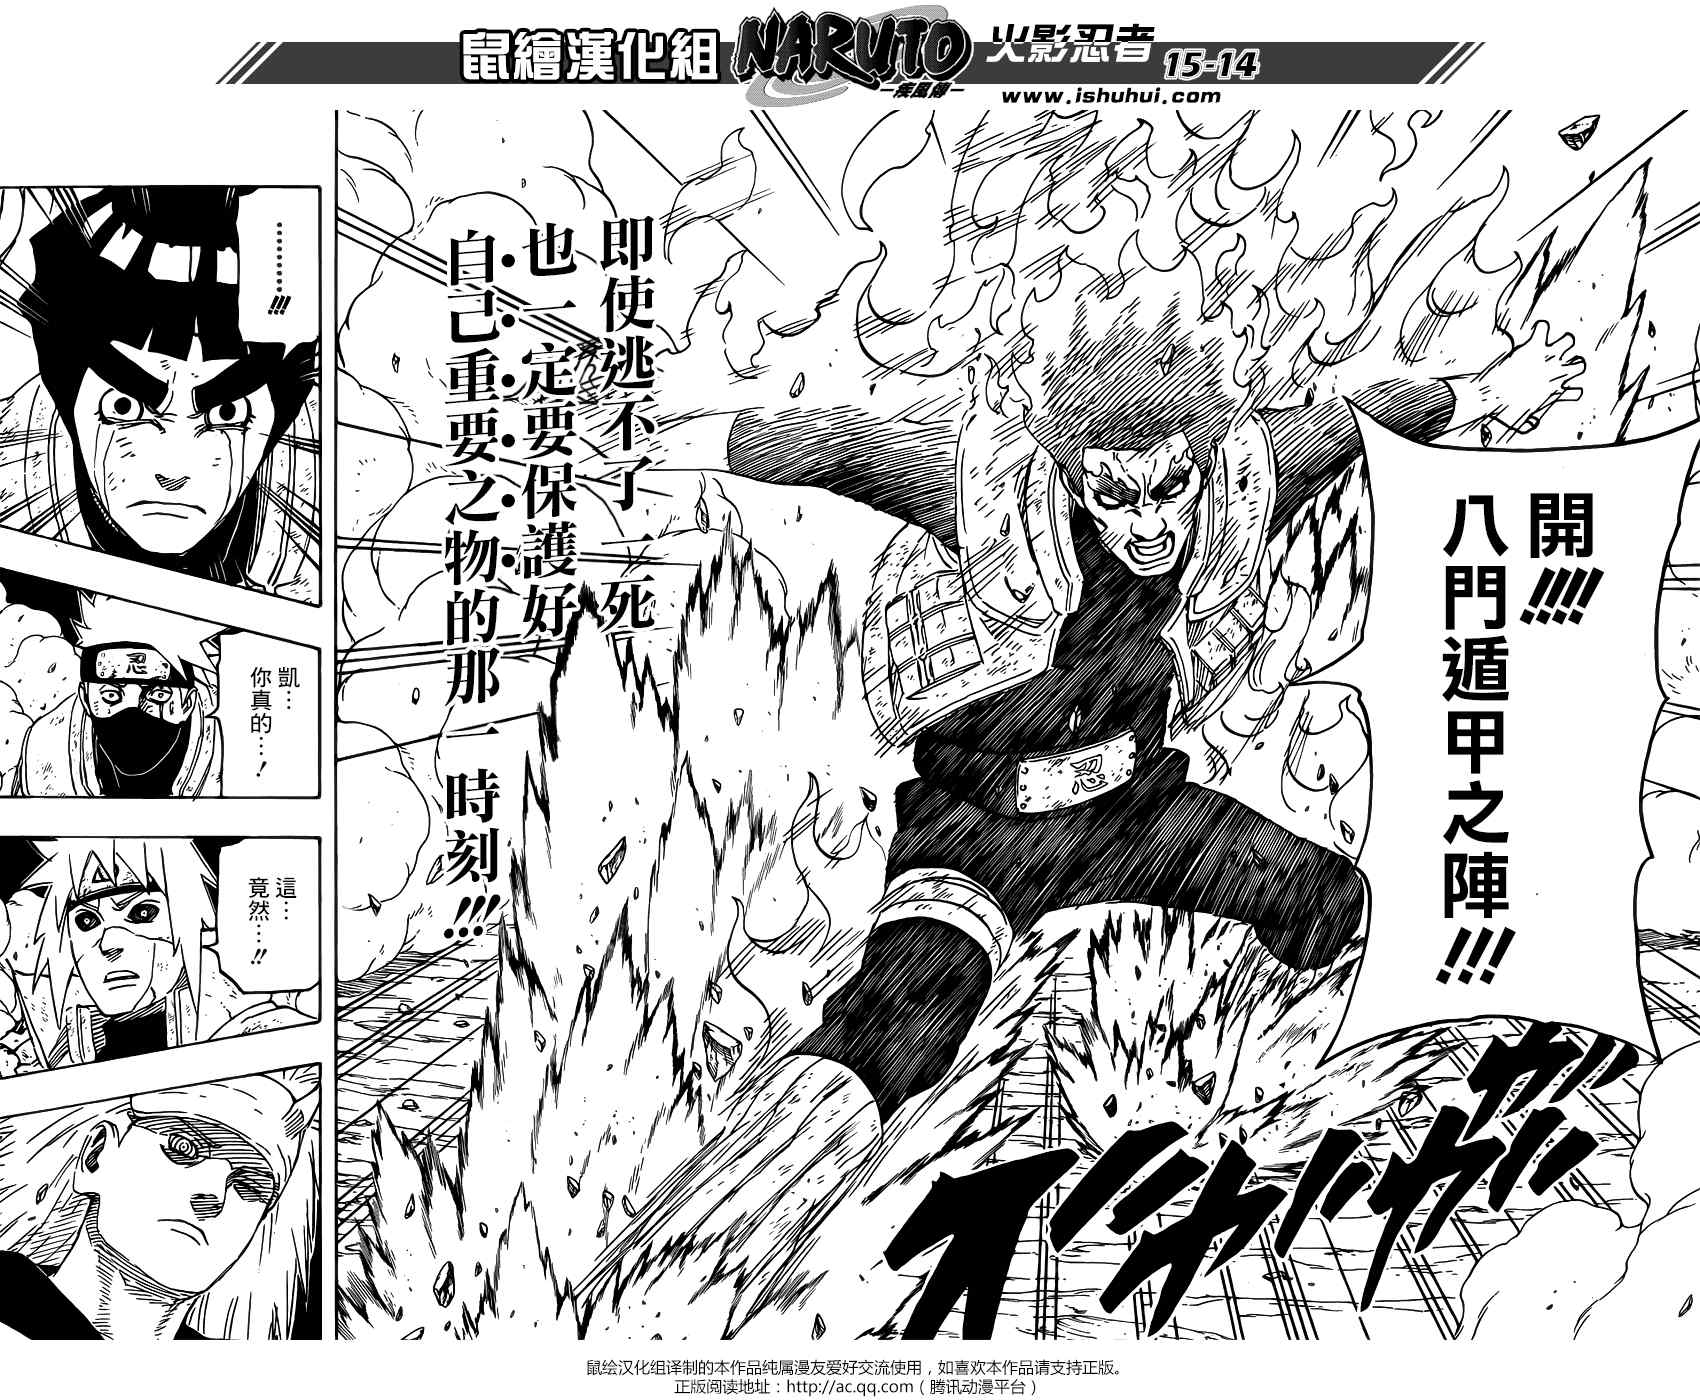 鼠繪漢化組
NARUTO
—疾風傳—
火影忍者
15-14
www.ishuhui.com
開!!!!
八門遁甲之陣!!!
即使逃不了一死
也一定要保護好
自己重要之物的那一時刻!!!
…………!!!
凱…
你真的…!
這…
竟然…!!
忍
忍
鼠绘汉化组译制的本作品纯属漫友爱好交流使用，如喜欢本作品请支持正版。
正版阅读地址：http://ac.qq.com（腾讯动漫平台）